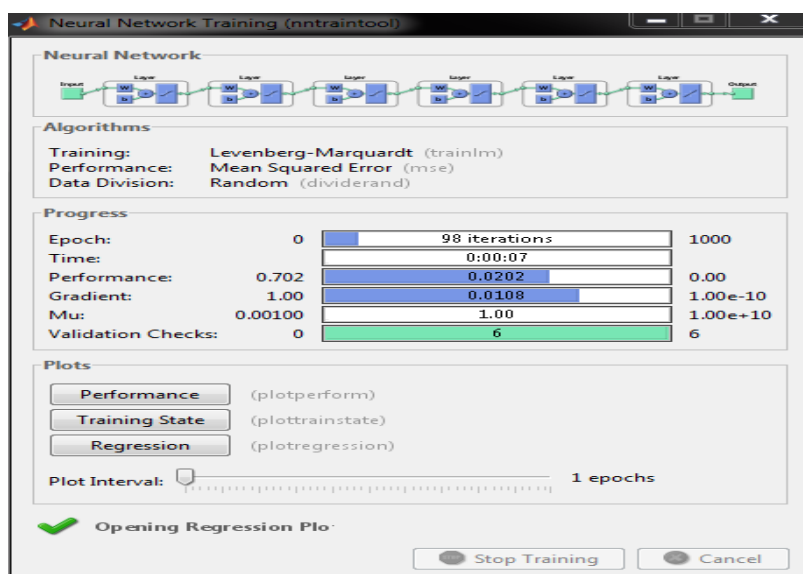 Neural Network Training (nntraintool)
Neural Network
Input Layer Layer Layer Layer Layer Layer Output
W W W W W W
b b b b b b
Algorithms
Training: Levenberg-Marquardt (trainlm)
Performance: Mean Squared Error (mse)
Data Division: Random (dividerand)
Progress
Epoch: 0 98 iterations 1000
Time: 0:00:07
Performance: 0.702 0.0202 0.00
Gradient: 1.00 0.0108 1.00e-10
Mu: 0.00100 1.00 1.00e+10
Validation Checks: 0 6 6
Plots
Performance (plotperform)
Training State (plottrainstate)
Regression (plotregression)
Plot Interval: 1 epochs
Opening Regression Plo
Stop Training Cancel